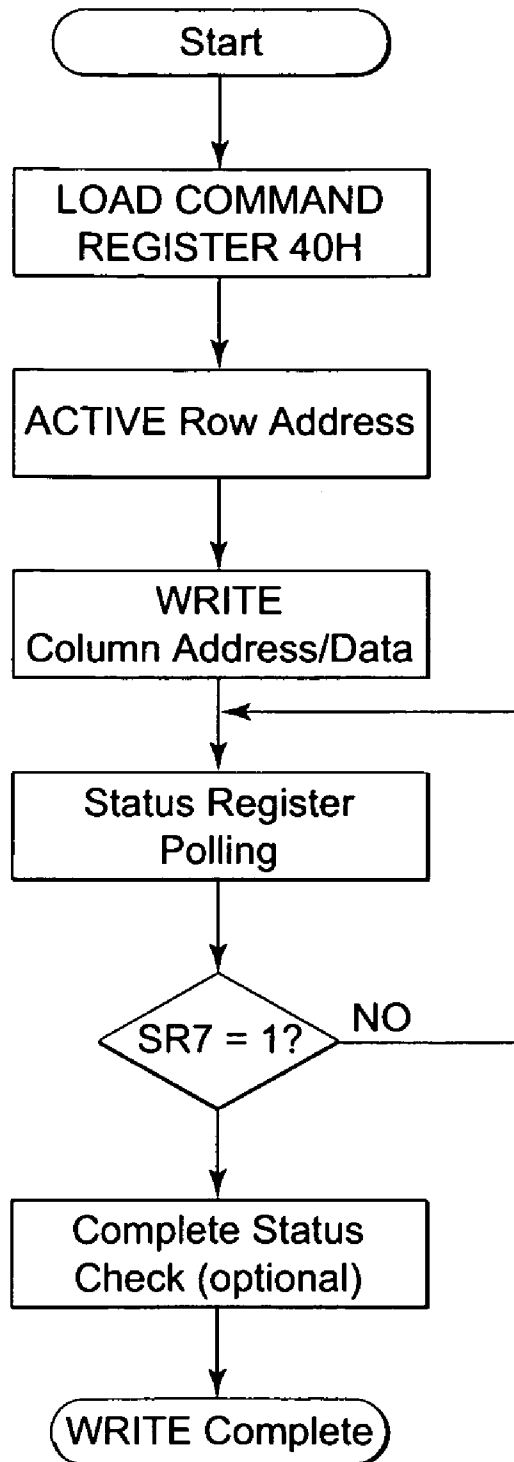 Start
LOAD COMMAND
REGISTER 40H
ACTIVE Row Address
WRITE
Column Address/Data
Status Register
Polling
SR7 = 1?
NO
Complete Status
Check (optional)
WRITE Complete